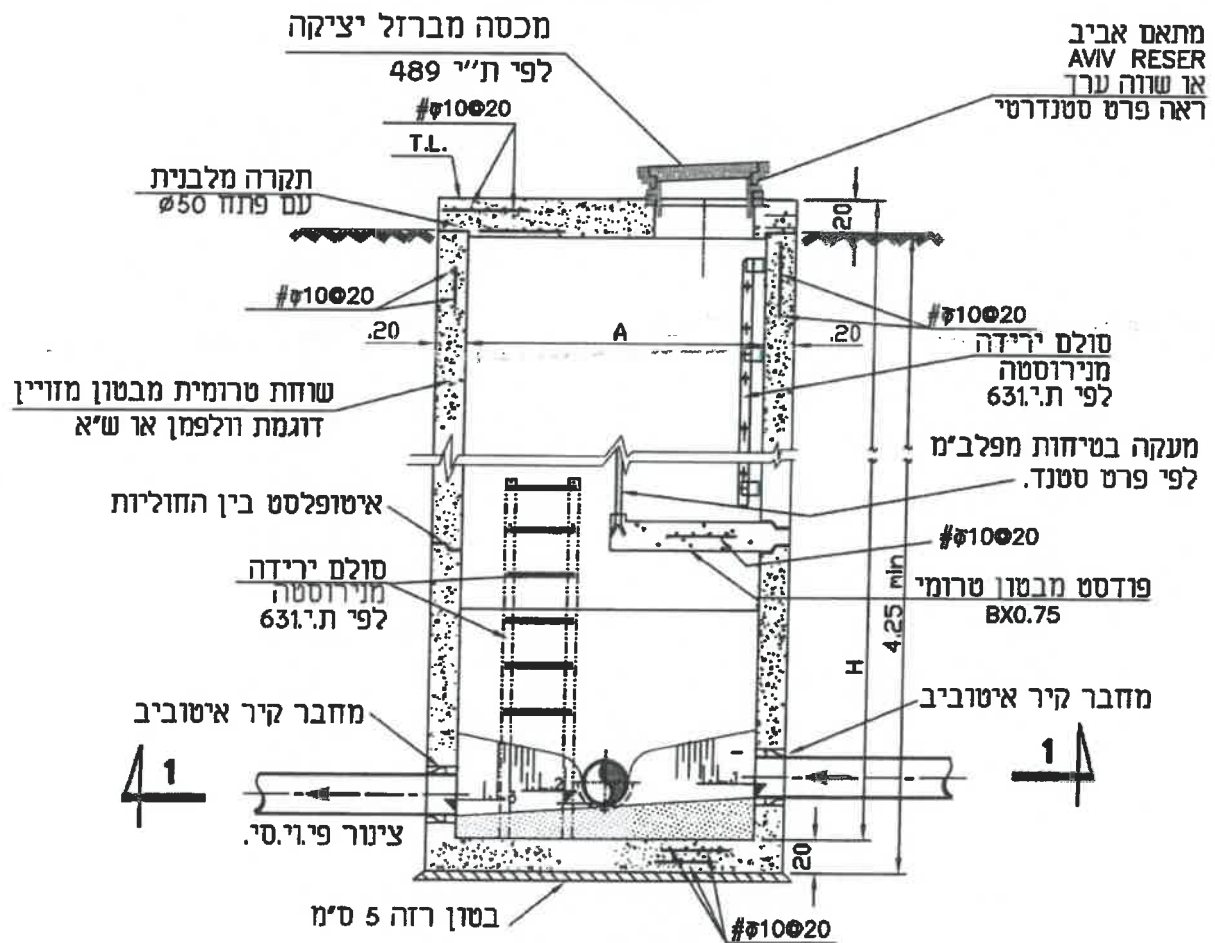 מכסה מברזל יציקה
לפי ת"י 489
מתאם אביב
AVIV RESER
או שווה ערך
ראה פרט סטנדרטי
#φ10@20
T.L.
תקרה מלבנית
עם פתח ⌀50
20
#φ10@20
#φ10@20
.20
A
.20
סולם ירידה
מנירוסטה
לפי ת.י.631
שוחת טרומית מבטון מזויין
דוגמת וולפמן או ש"א
מעקה בטיחות מפלב"מ
לפי פרט סטנד.
איטופלסט בין החוליות
#φ10@20
סולם ירידה
מנירוסטה
לפי ת.י.631
פודסט מבטון טרומי
BX0.75
4.25 min
H
מחבר קיר איטוביב
מחבר קיר איטוביב
1
1
1
2
3
צינור פי.וי.סי.
20
בטון רזה 5 ס"מ
#φ10@20